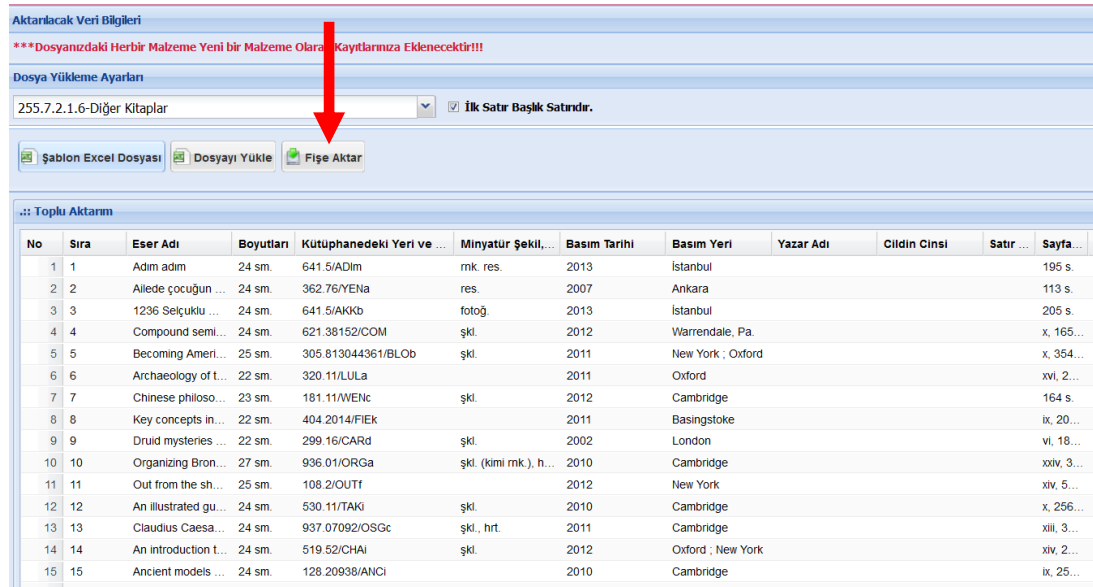 Aktarılacak Veri Bilgileri
***Dosyanızdaki Herbir Malzeme Yeni bir Malzeme Olara Kayıtlarınıza Eklenecektir!!!
Dosya Yükleme Ayarları
255.7.2.1.6-Diğer Kitaplar İlk Satır Başlık Satırıdır.
Şablon Excel Dosyası Dosyayı Yükle Fişe Aktar
.:: Toplu Aktarım
No Sıra Eser Adı Boyutları Kütüphanedeki Yeri ve ... Minyatür Şekil,... Basım Tarihi Basım Yeri Yazar Adı Cildin Cinsi Satır ... Sayfa...
1 1 Adım adım 24 sm. 641.5/ADIm rnk. res. 2013 İstanbul 195 s.
2 2 Ailede çocuğun ... 24 sm. 362.76/YENa res. 2007 Ankara 113 s.
3 3 1236 Selçuklu ... 24 sm. 641.5/AKKb fotoğ. 2013 İstanbul 205 s.
4 4 Compound semi... 24 sm. 621.38152/COM şkl. 2012 Warrendale, Pa. x, 165...
5 5 Becoming Ameri... 25 sm. 305.813044361/BLOb şkl. 2011 New York ; Oxford x, 354...
6 6 Archaeology of t... 22 sm. 320.11/LULa 2011 Oxford xvi, 2...
7 7 Chinese philoso... 23 sm. 181.11/WENc şkl. 2012 Cambridge 164 s.
8 8 Key concepts in... 22 sm. 404.2014/FIEk 2011 Basingstoke ix, 20...
9 9 Druid mysteries ... 22 sm. 299.16/CARd şkl. 2002 London vi, 18...
10 10 Organizing Bron... 27 sm. 936.01/ORGa şkl. (kimi rnk.), h... 2010 Cambridge xxiv, 3...
11 11 Out from the sh... 25 sm. 108.2/OUTf 2012 New York xiv, 5...
12 12 An illustrated gu... 24 sm. 530.11/TAKi şkl. 2010 Cambridge x, 256...
13 13 Claudius Caesa... 24 sm. 937.07092/OSGc şkl., hrt. 2011 Cambridge xiii, 3...
14 14 An introduction t... 24 sm. 519.52/CHAi şkl. 2012 Oxford ; New York xiv, 2...
15 15 Ancient models ... 24 sm. 128.20938/ANCi 2010 Cambridge ix, 25...